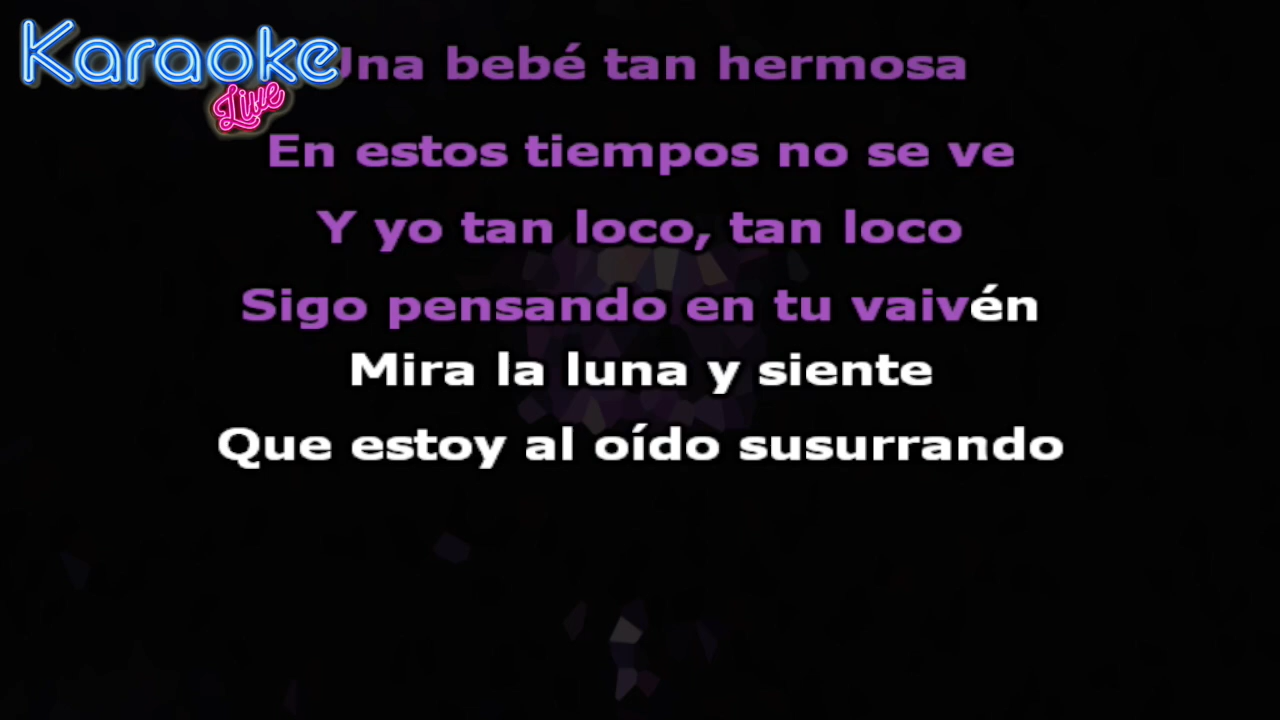 Karaoke
Live
Una bebé tan hermosa
En estos tiempos no se ve
Y yo tan loco, tan loco
Sigo pensando en tu vaivén
Mira la luna y siente
Que estoy al oído susurrando